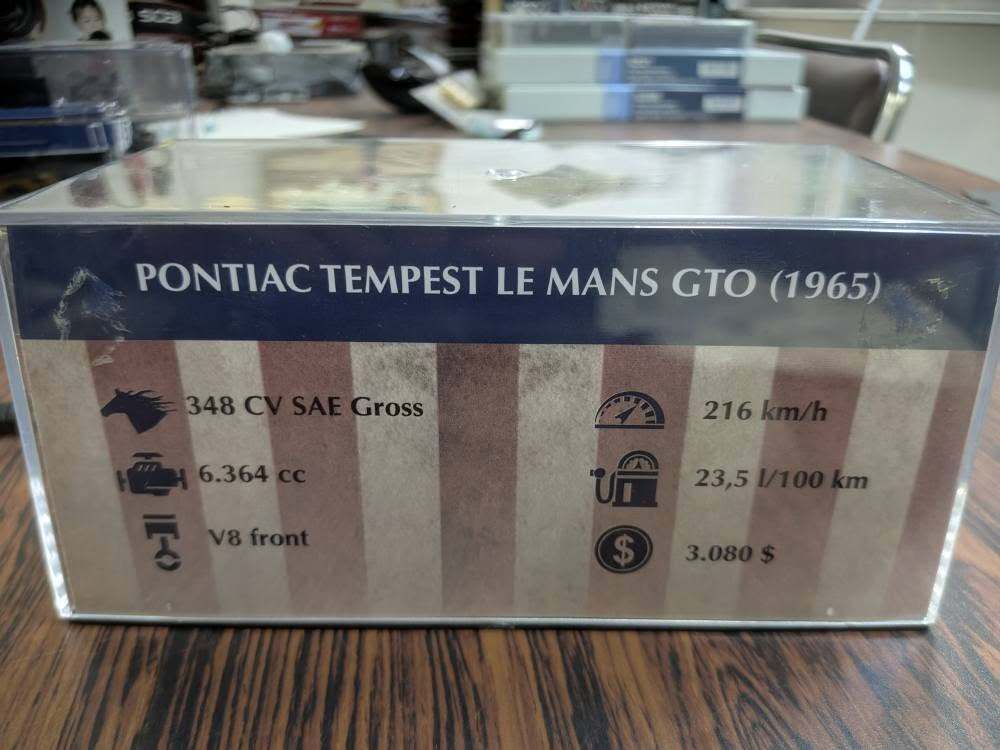 SCB
PONTIAC TEMPEST LE MANS GTO (1965)
348 CV SAE Gross
216 km/h
6.364 cc
23,5 l/100 km
V8 front
$
3.080 $